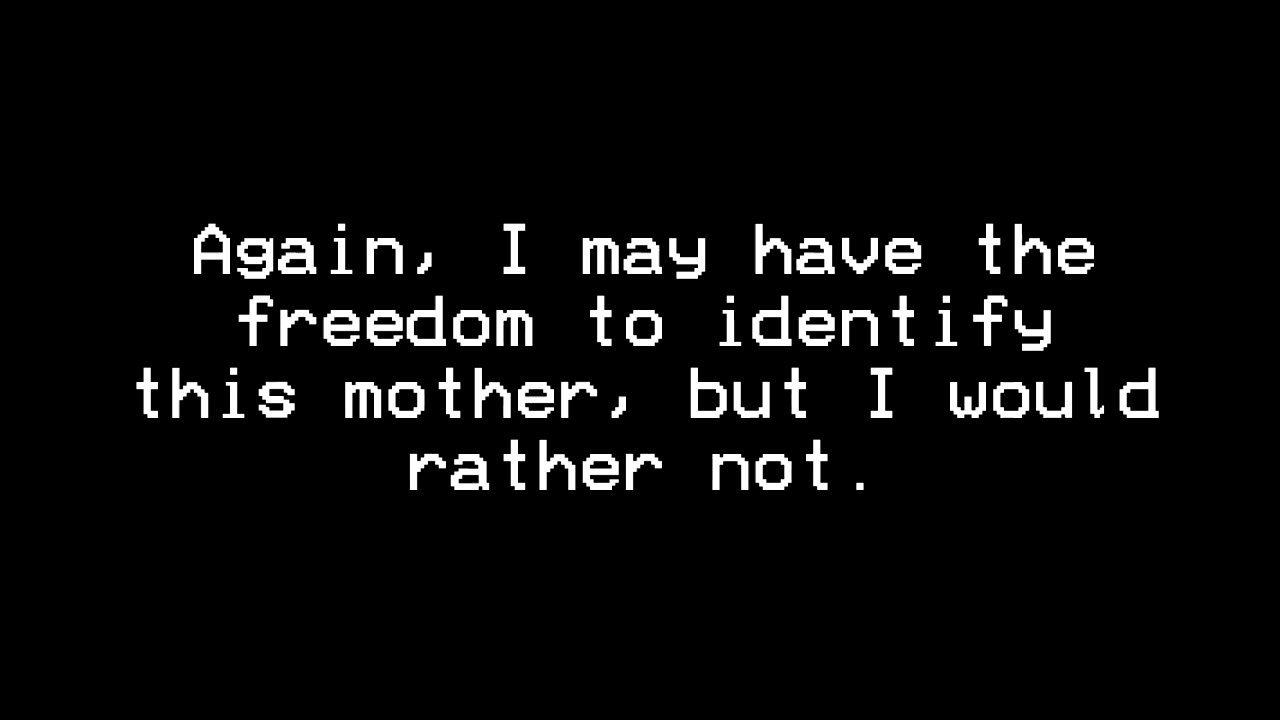 Again, I may have the
freedom to identify
this mother, but I would
rather not.